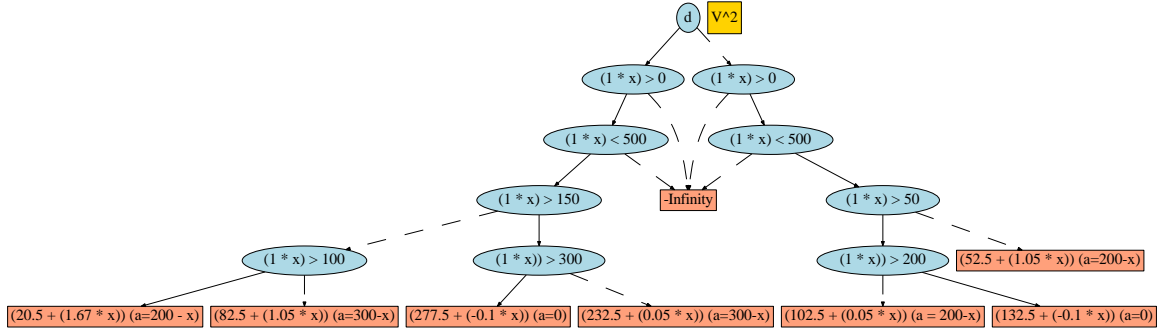 d
V^2
(1 * x) > 0
(1 * x) > 0
(1 * x) < 500
(1 * x) < 500
(1 * x) > 150
-Infinity
(1 * x) > 50
(1 * x) > 100
(1 * x)) > 300
(1 * x)) > 200
(52.5 + (1.05 * x)) (a=200-x)
(20.5 + (1.67 * x)) (a=200 - x)
(82.5 + (1.05 * x)) (a=300-x)
(277.5 + (-0.1 * x)) (a=0)
(232.5 + (0.05 * x)) (a=300-x)
(102.5 + (0.05 * x)) (a = 200-x)
(132.5 + (-0.1 * x)) (a=0)